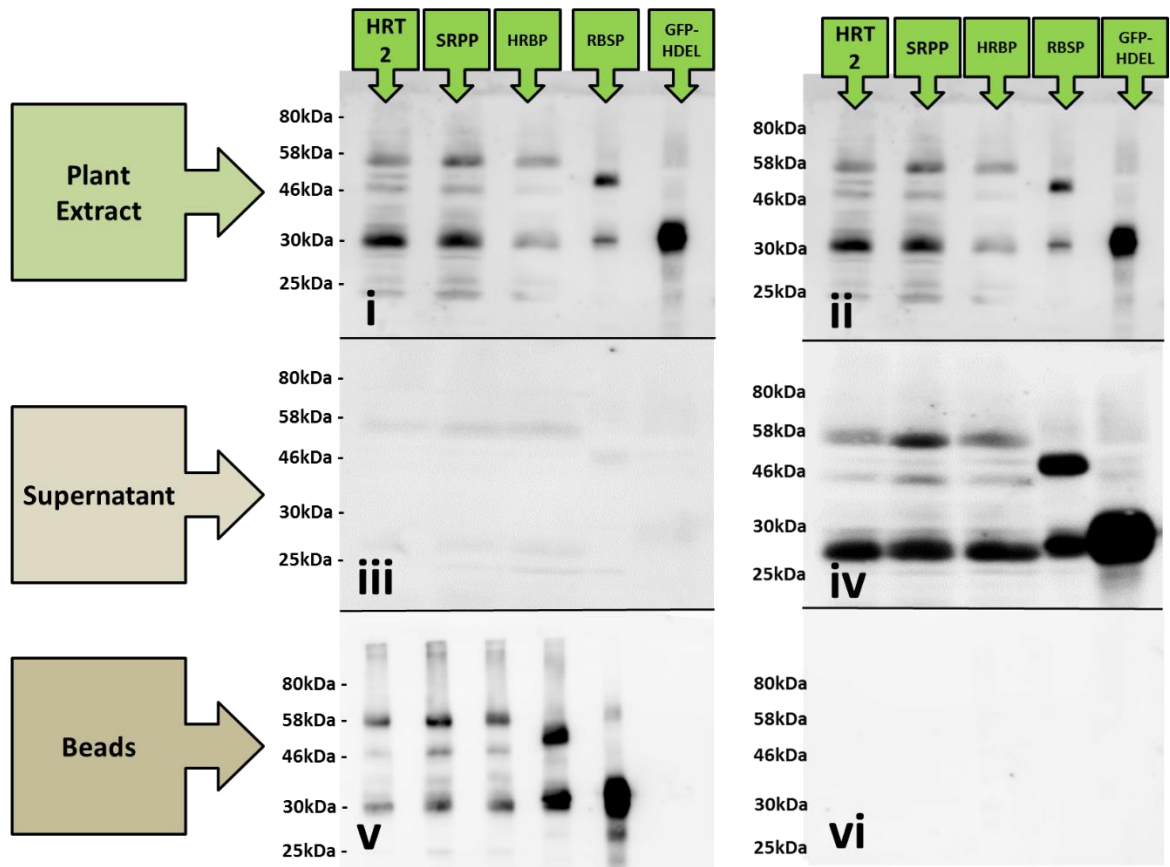 HRT
2
SRPP
HRBP
RBSP
GFP-
HDEL
HRT
2
SRPP
HRBP
RBSP
GFP-
HDEL
Plant
Extract
80kDa -
58kDa -
46kDa -
30kDa -
25kDa -
i
80kDa
58kDa
46kDa
30kDa
25kDa
ii
Supernatant
80kDa -
58kDa -
46kDa -
30kDa -
25kDa -
iii
80kDa
58kDa
46kDa
30kDa
25kDa
iv
Beads
80kDa -
58kDa -
46kDa -
30kDa -
25kDa -
v
80kDa
58kDa
46kDa
30kDa
25kDa
vi